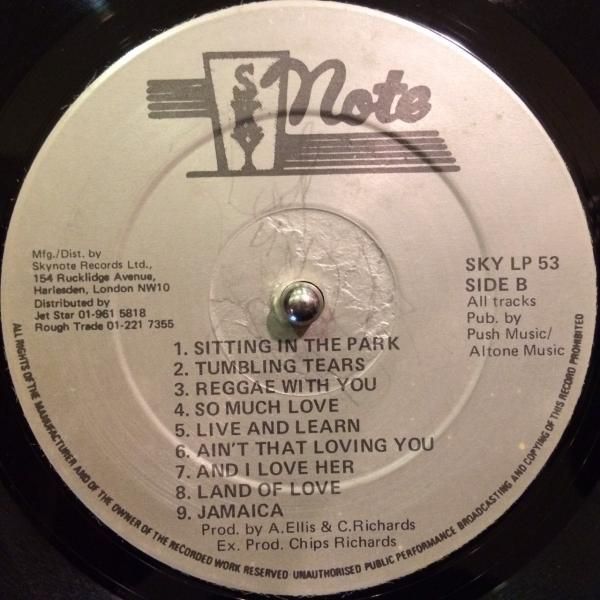 SKY Note
Mfg./Dist. by
Skynote Records Ltd.,
154 Rucklidge Avenue,
Harlesden, London NW10
Distributed by
Jet Star 01-961 5818
Rough Trade 01-221 7355
SKY LP 53
SIDE B
All tracks
Pub. by
Push Music/
Altone Music
1. SITTING IN THE PARK
2. TUMBLING TEARS
3. REGGAE WITH YOU
4. SO MUCH LOVE
5. LIVE AND LEARN
6. AIN'T THAT LOVING YOU
7. AND I LOVE HER
8. LAND OF LOVE
9. JAMAICA
Prod. by A.Ellis & C.Richards
Ex. Prod. Chips Richards
ALL RIGHTS OF THE MANUFACTURER AND OF THE OWNER OF THE RECORDED WORK RESERVED UNAUTHORISED PUBLIC PERFORMANCE BROADCASTING AND COPYING OF THIS RECORD PROHIBITED